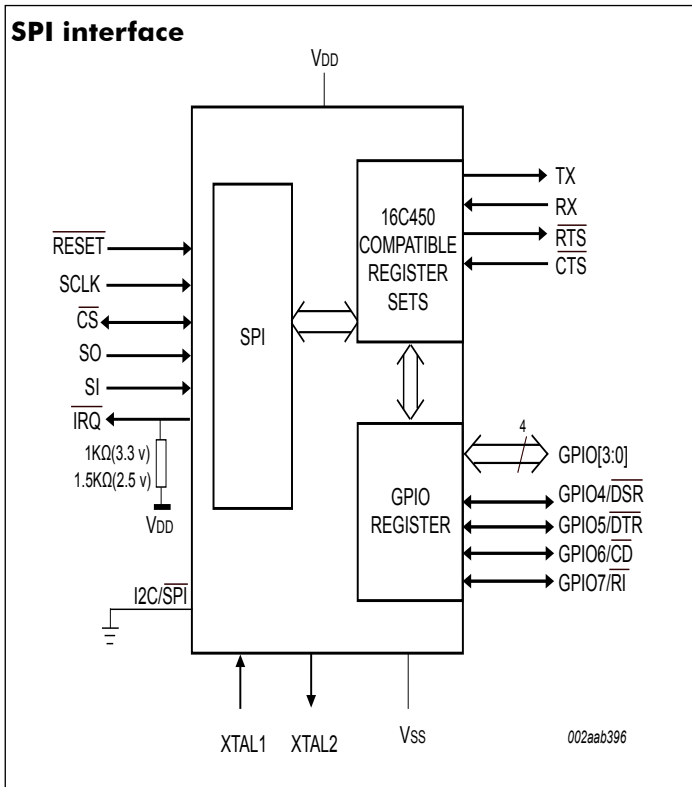 SPI interface
VDD
RESET
SCLK
CS
SO
SI
IRQ
1KΩ(3.3 v)
1.5KΩ(2.5 v)
VDD
I2C/SPI
SPI
16C450
COMPATIBLE
REGISTER
SETS
GPIO
REGISTER
TX
RX
RTS
CTS
4
GPIO[3:0]
GPIO4/DSR
GPIO5/DTR
GPIO6/CD
GPIO7/RI
XTAL1 XTAL2 VSS
002aab396